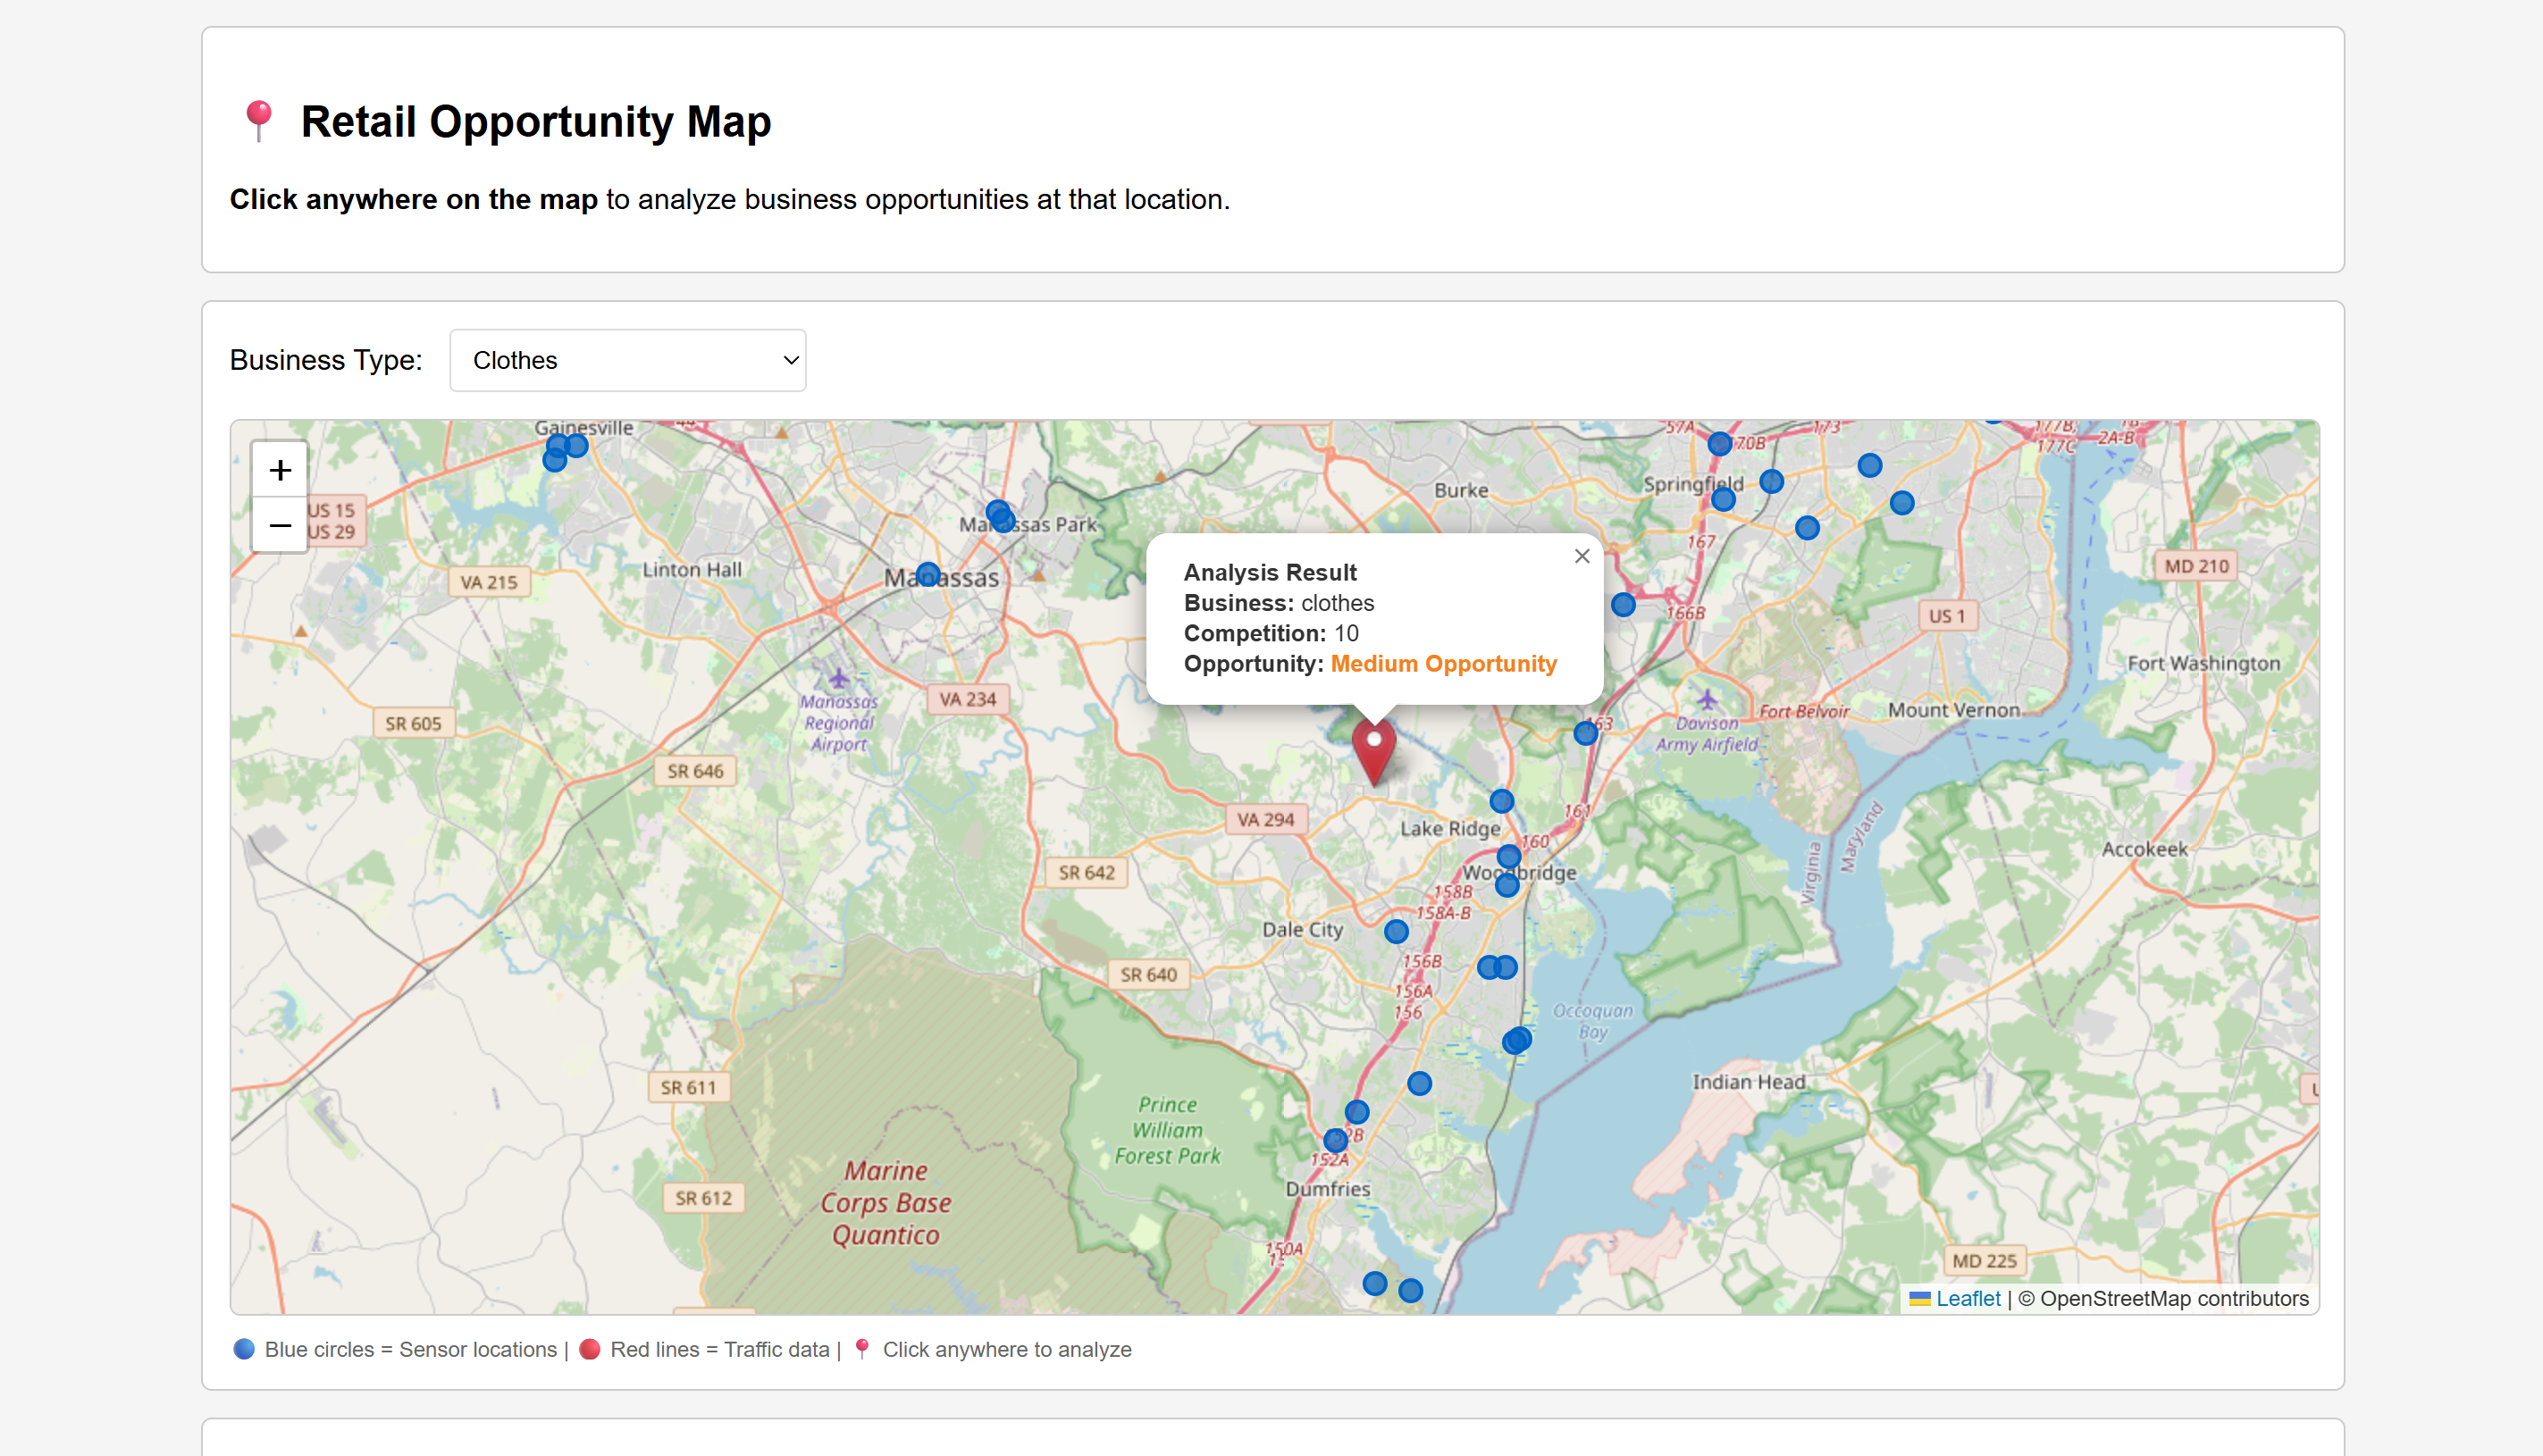 Retail Opportunity Map
Click anywhere on the map to analyze business opportunities at that location.
Business Type: Clothes
+
−
Gainesville
57A
70B
173
177B;
177C
2A-B
US 15
US 29
Burke
Springfield
Manassas Park
167
Linton Hall
VA 215
Manassas
MD 210
166B
US 1
×
Analysis Result
Business: clothes
Competition: 10
Opportunity: Medium Opportunity
Fort Washington
VA 234
Manassas
Regional
Airport
SR 605
163
Davison
Army Airfield
Fort Belvoir
Mount Vernon
SR 646
VA 294
Lake Ridge
161
160
Virginia
Maryland
Accokeek
SR 642
Woodbridge
158B
158A-B
Dale City
156B
SR 640
156A
156
Occoquan
Bay
SR 611
Indian Head
Prince
William
Forest Park
152A
Dumfries
Marine
Corps Base
Quantico
SR 612
150A
MD 225
Leaflet | © OpenStreetMap contributors
Blue circles = Sensor locations | Red lines = Traffic data | Click anywhere to analyze